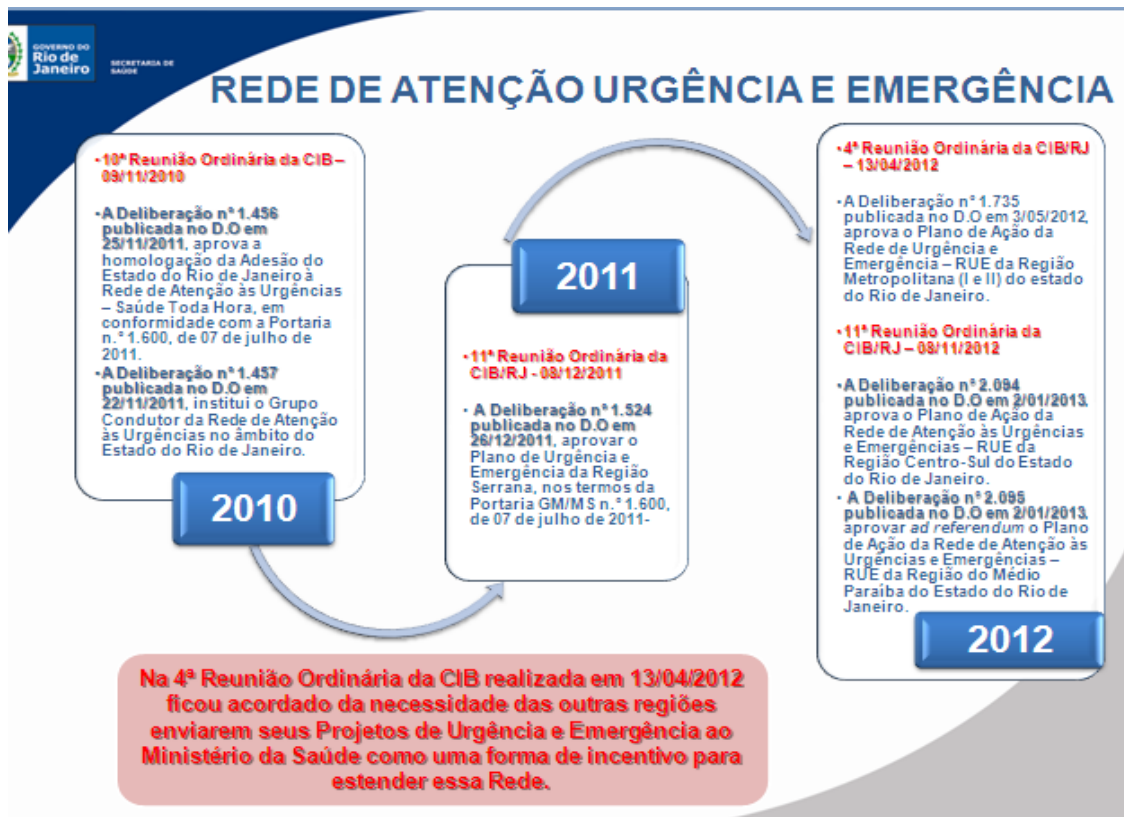 GOVERNO DO
Rio de
Janeiro
SECRETARIA DE
SAÚDE
REDE DE ATENÇÃO URGÊNCIA E EMERGÊNCIA
•10ª Reunião Ordinária da CIB –
09/11/2010
•A Deliberação nº 1.456
publicada no D.O em
25/11/2011, aprova a
homologação da Adesão do
Estado do Rio de Janeiro à
Rede de Atenção às Urgências
– Saúde Toda Hora, em
conformidade com a Portaria
n.º 1.600, de 07 de julho de
2011.
•A Deliberação nº 1.457
publicada no D.O em
22/11/2011, institui o Grupo
Condutor da Rede de Atenção
às Urgências no âmbito do
Estado do Rio de Janeiro.
2010
2011
•11ª Reunião Ordinária da
CIB/RJ - 08/12/2011
• A Deliberação nº 1.524
publicada no D.O em
26/12/2011, aprovar o
Plano de Urgência e
Emergência da Região
Serrana, nos termos da
Portaria GM/MS n.º 1.600,
de 07 de julho de 2011-
•4ª Reunião Ordinária da CIB/RJ
– 13/04/2012
•A Deliberação nº 1.735
publicada no D.O em 3/05/2012,
aprova o Plano de Ação da
Rede de Urgência e
Emergência – RUE da Região
Metropolitana (I e II) do estado
do Rio de Janeiro.
•11ª Reunião Ordinária da
CIB/RJ – 08/11/2012
•A Deliberação nº 2.094
publicada no D.O em 2/01/2013,
aprova o Plano de Ação da
Rede de Atenção às Urgências
e Emergências – RUE da
Região Centro-Sul do Estado
do Rio de Janeiro.
• A Deliberação nº 2.095
publicada no D.O em 2/01/2013,
aprovar ad referendum o Plano
de Ação da Rede de Atenção às
Urgências e Emergências –
RUE da Região do Médio
Paraíba do Estado do Rio de
Janeiro.
2012
Na 4ª Reunião Ordinária da CIB realizada em 13/04/2012
ficou acordado da necessidade das outras regiões
enviarem seus Projetos de Urgência e Emergência ao
Ministério da Saúde como uma forma de incentivo para
estender essa Rede.